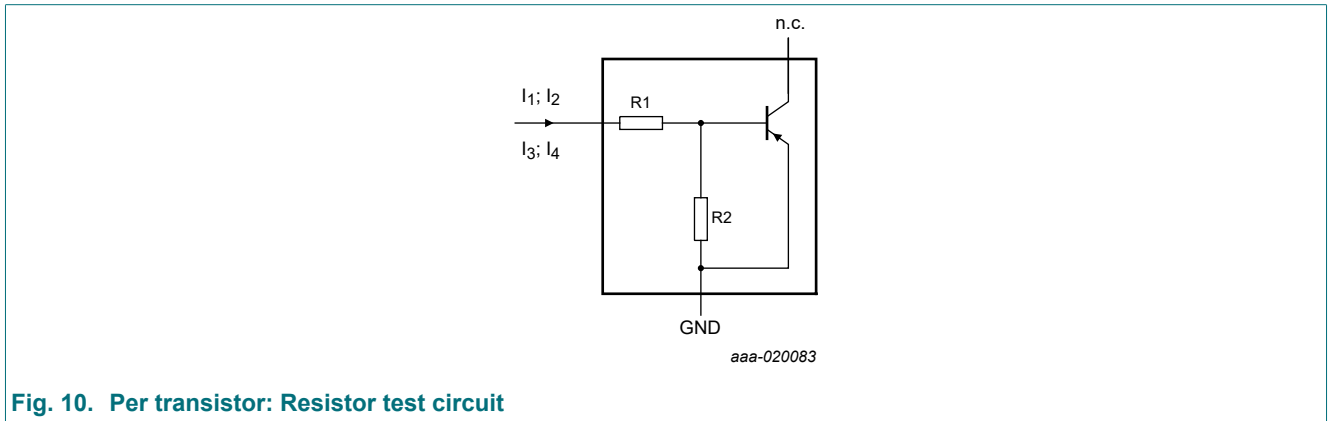 n.c.
I1; I2
R1
I3; I4
R2
GND
aaa-020083
Fig. 10. Per transistor: Resistor test circuit